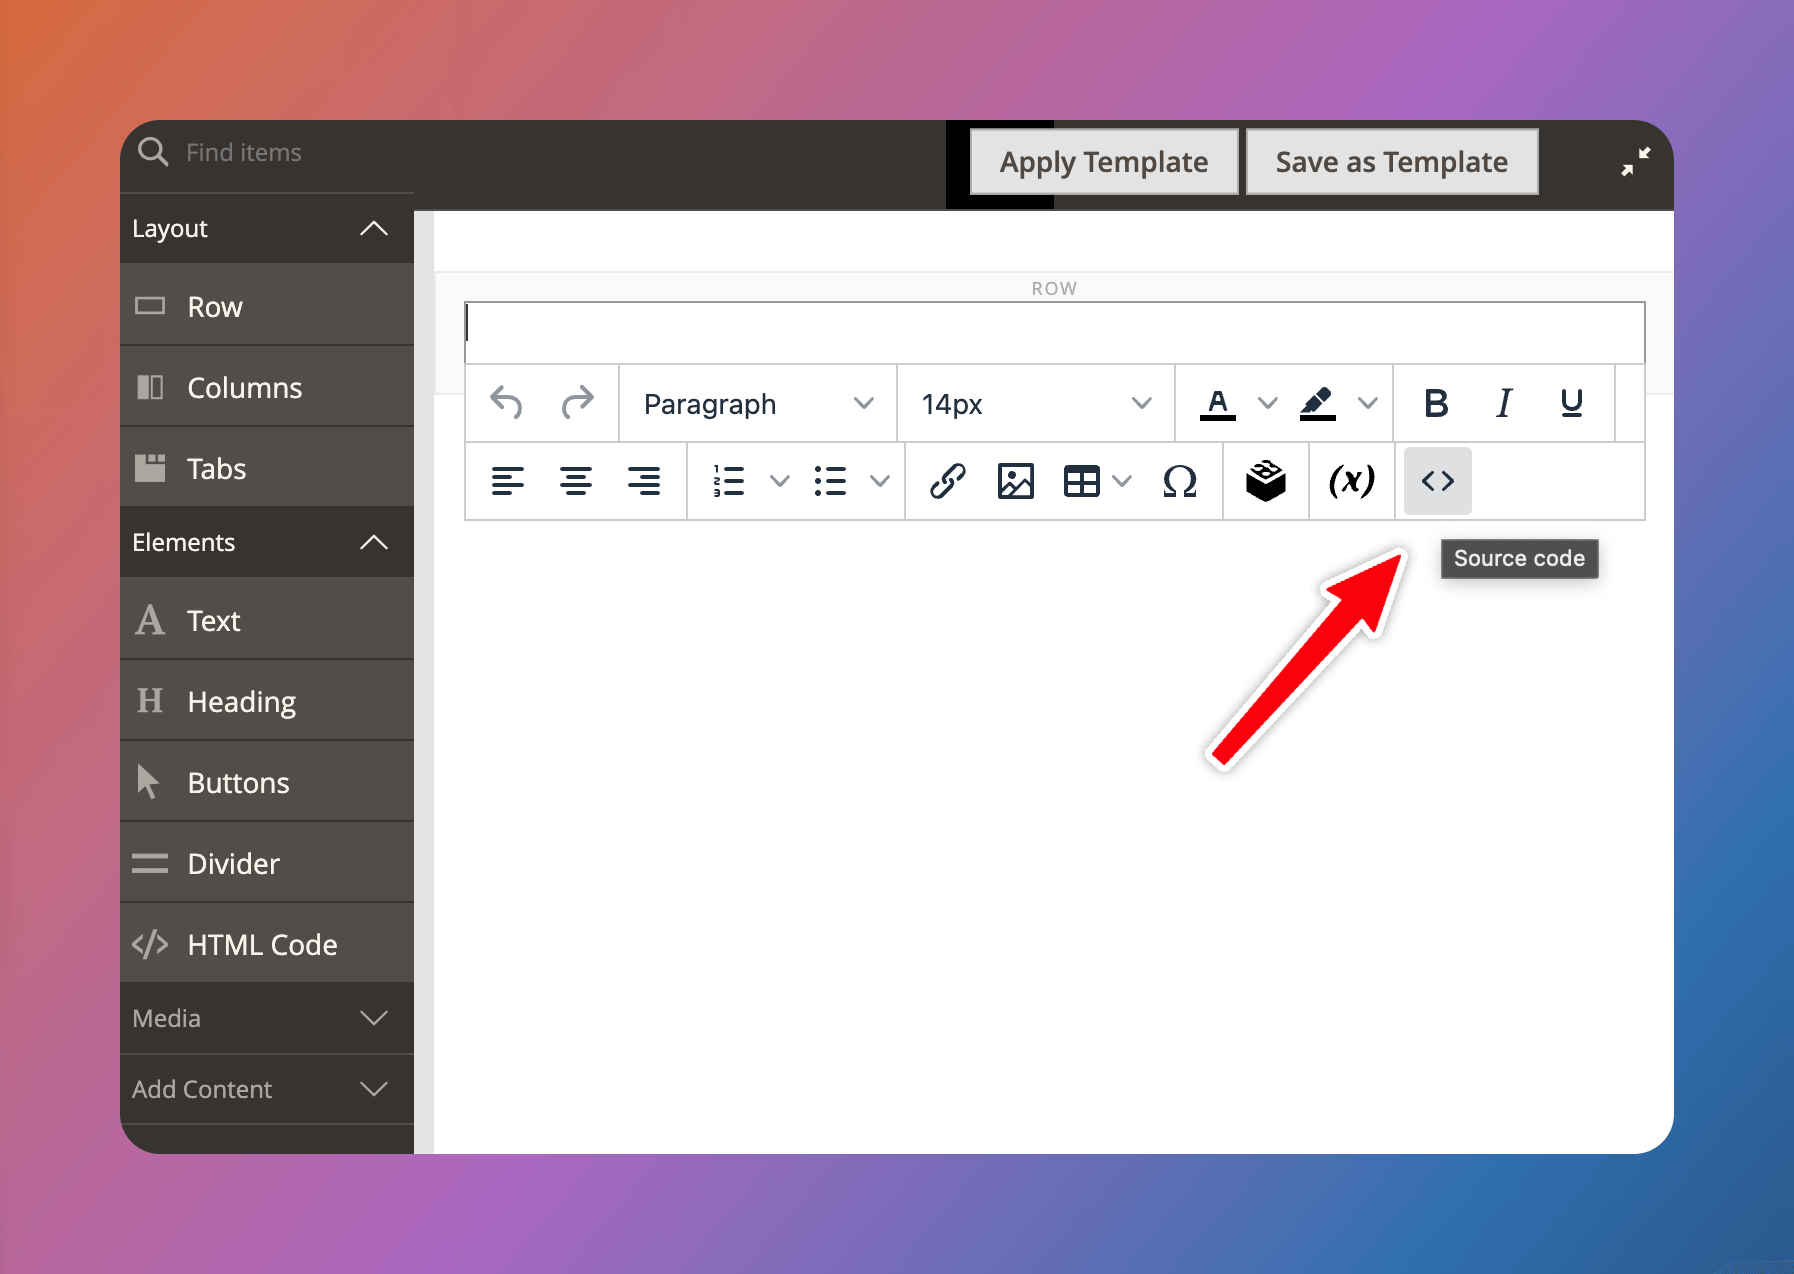 Find items
Apply Template
Save as Template
Layout
Row
Columns
Tabs
Elements
Text
Heading
Buttons
Divider
HTML Code
Media
Add Content
ROW
Paragraph
14px
A
B
I
U
Ω
(x)
<>
Source code